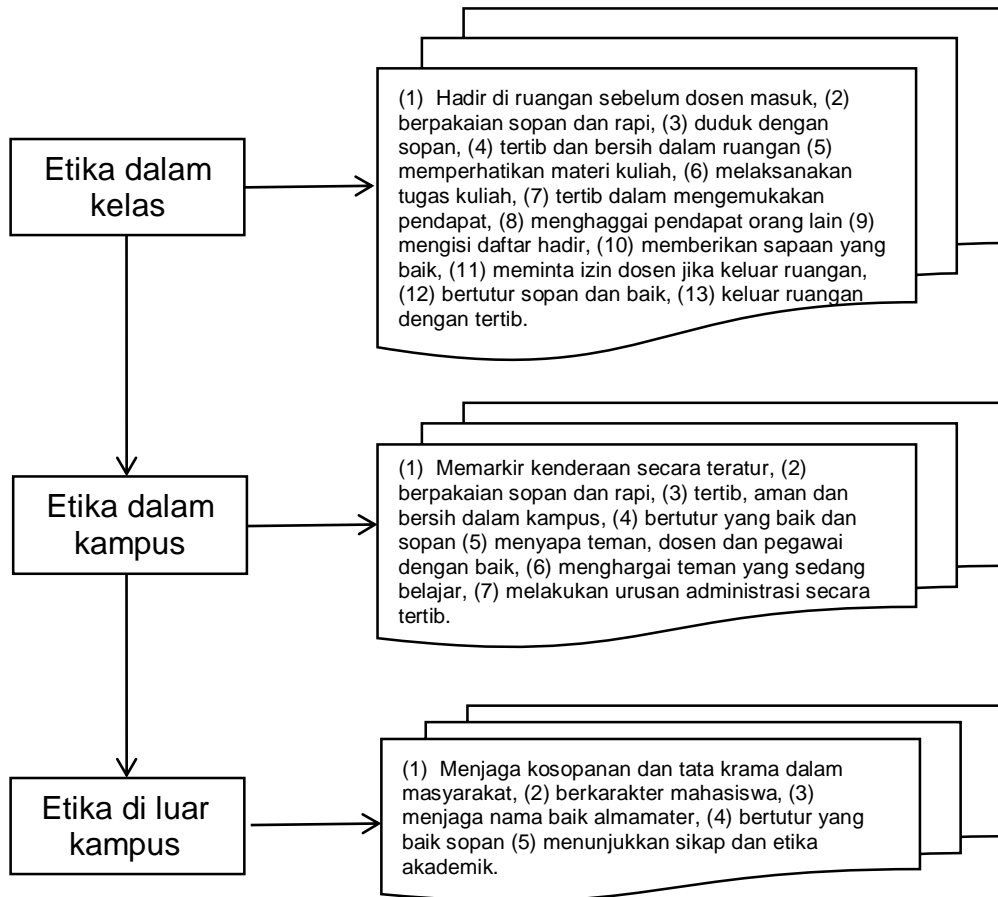 Etika dalam
kelas
(1) Hadir di ruangan sebelum dosen masuk, (2)
berpakaian sopan dan rapi, (3) duduk dengan
sopan, (4) tertib dan bersih dalam ruangan (5)
memperhatikan materi kuliah, (6) melaksanakan
tugas kuliah, (7) tertib dalam mengemukakan
pendapat, (8) menghaggai pendapat orang lain (9)
mengisi daftar hadir, (10) memberikan sapaan yang
baik, (11) meminta izin dosen jika keluar ruangan,
(12) bertutur sopan dan baik, (13) keluar ruangan
dengan tertib.
Etika dalam
kampus
(1) Memarkir kenderaan secara teratur, (2)
berpakaian sopan dan rapi, (3) tertib, aman dan
bersih dalam kampus, (4) bertutur yang baik dan
sopan (5) menyapa teman, dosen dan pegawai
dengan baik, (6) menghargai teman yang sedang
belajar, (7) melakukan urusan administrasi secara
tertib.
Etika di luar
kampus
(1) Menjaga kosopanan dan tata krama dalam
masyarakat, (2) berkarakter mahasiswa, (3)
menjaga nama baik almamater, (4) bertutur yang
baik sopan (5) menunjukkan sikap dan etika
akademik.